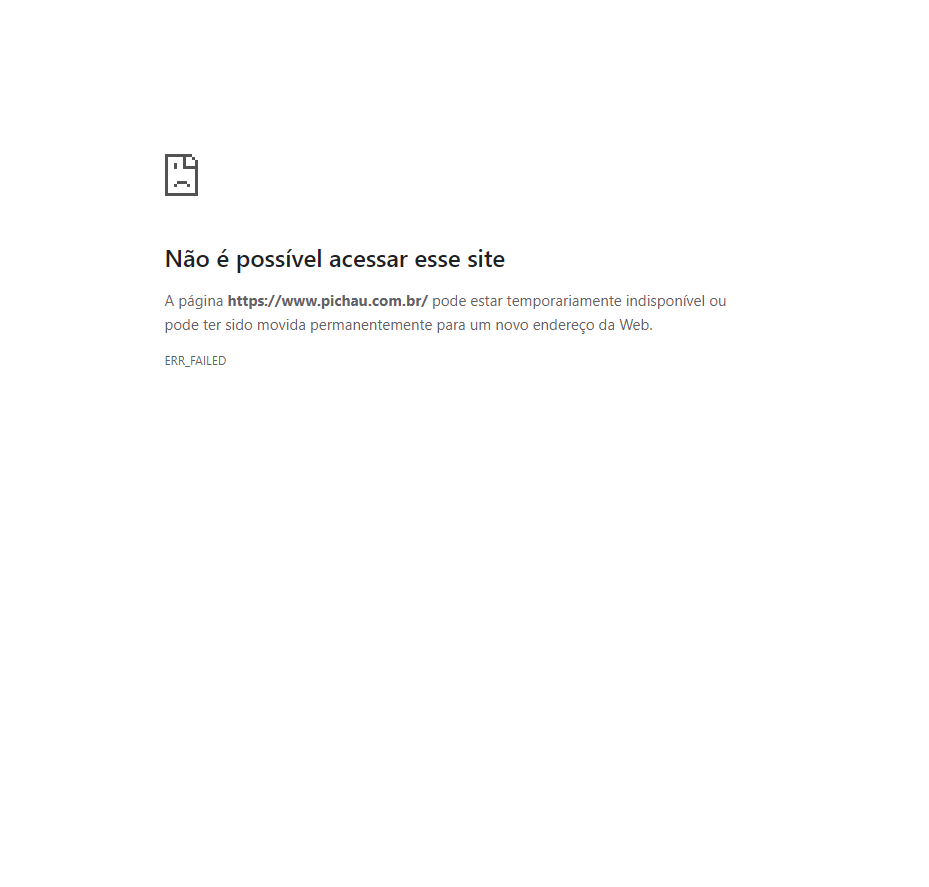 Não é possível acessar esse site
A página https://www.pichau.com.br/ pode estar temporariamente indisponível ou
pode ter sido movida permanentemente para um novo endereço da Web.
ERR_FAILED